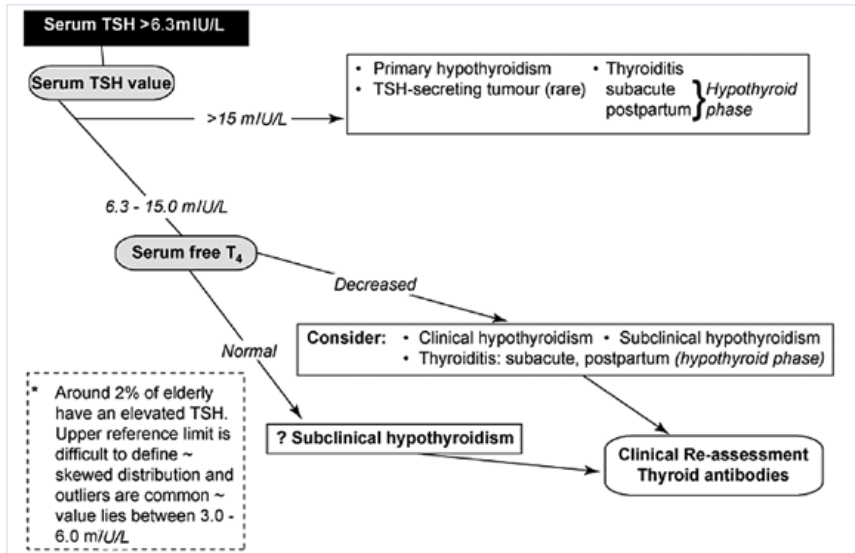 Serum TSH >6.3mIU/L
Serum TSH value
>15 mIU/L
• Primary hypothyroidism
• TSH-secreting tumour (rare)
• Thyroiditis
subacute
postpartum
} Hypothyroid
phase
6.3 - 15.0 mIU/L
Serum free T₄
Decreased
Normal
Consider: • Clinical hypothyroidism • Subclinical hypothyroidism
• Thyroiditis: subacute, postpartum (hypothyroid phase)
* Around 2% of elderly
have an elevated TSH.
Upper reference limit is
difficult to define ~
skewed distribution and
outliers are common ~
value lies between 3.0 -
6.0 mIU/L
? Subclinical hypothyroidism
Clinical Re-assessment
Thyroid antibodies